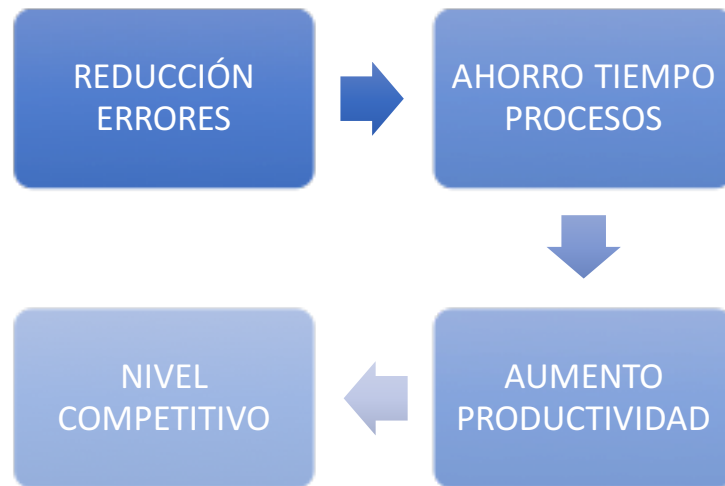 REDUCCIÓN
ERRORES
AHORRO TIEMPO
PROCESOS
AUMENTO
PRODUCTIVIDAD
NIVEL
COMPETITIVO